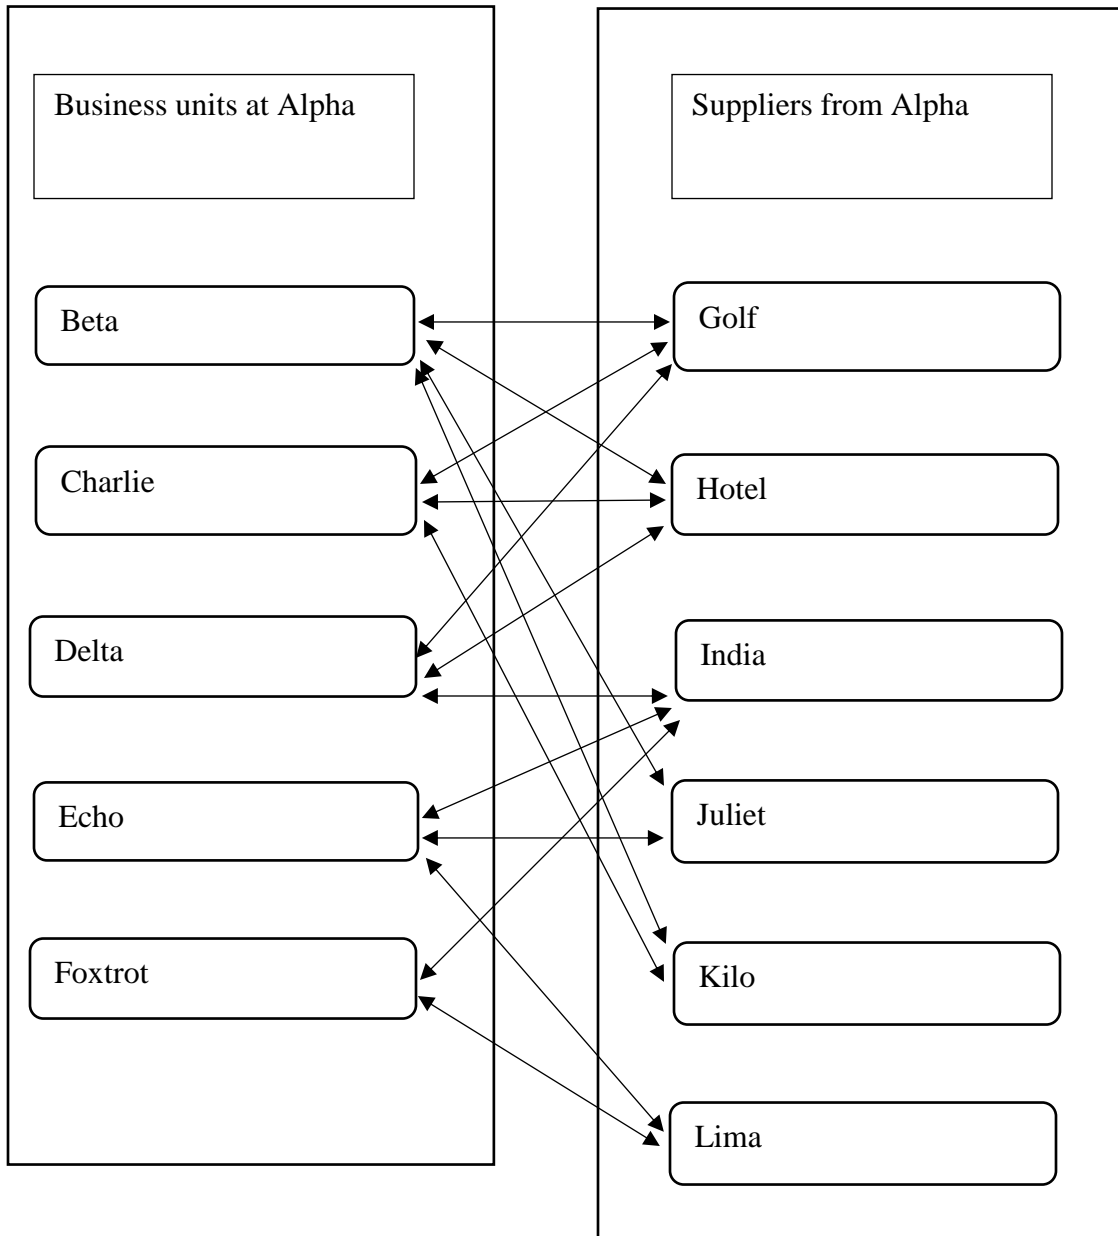 Business units at Alpha
Suppliers from Alpha
Beta
Golf
Charlie
Hotel
Delta
India
Echo
Juliet
Foxtrot
Kilo
Lima